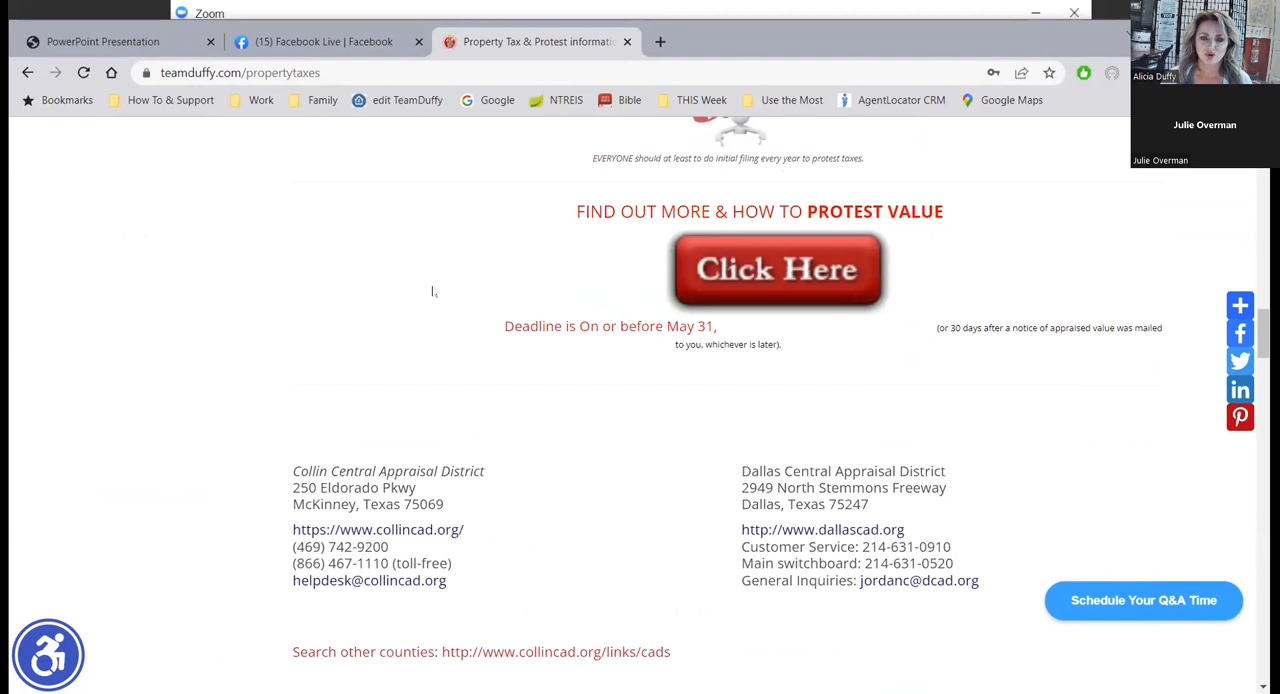 Zoom
PowerPoint Presentation
(15) Facebook Live | Facebook
Property Tax & Protest informatic
teamduffy.com/propertytaxes
Bookmarks
How To & Support
Work
Family
edit TeamDuffy
Google
NTREIS
Bible
THIS Week
Use the Most
AgentLocator CRM
Google Maps
Alicia Duffy
Julie Overman
Julie Overman
EVERYONE should at least to do initial filing every year to protest taxes.
FIND OUT MORE & HOW TO PROTEST VALUE
Click Here
Deadline is On or before May 31, (or 30 days after a notice of appraised value was mailed
to you, whichever is later).
Collin Central Appraisal District
250 Eldorado Pkwy
McKinney, Texas 75069
https://www.collincad.org/
(469) 742-9200
(866) 467-1110 (toll-free)
helpdesk@collincad.org
Dallas Central Appraisal District
2949 North Stemmons Freeway
Dallas, Texas 75247
http://www.dallascad.org
Customer Service: 214-631-0910
Main switchboard: 214-631-0520
General Inquiries: jordanc@dcad.org
Schedule Your Q&A Time
Search other counties: http://www.collincad.org/links/cads